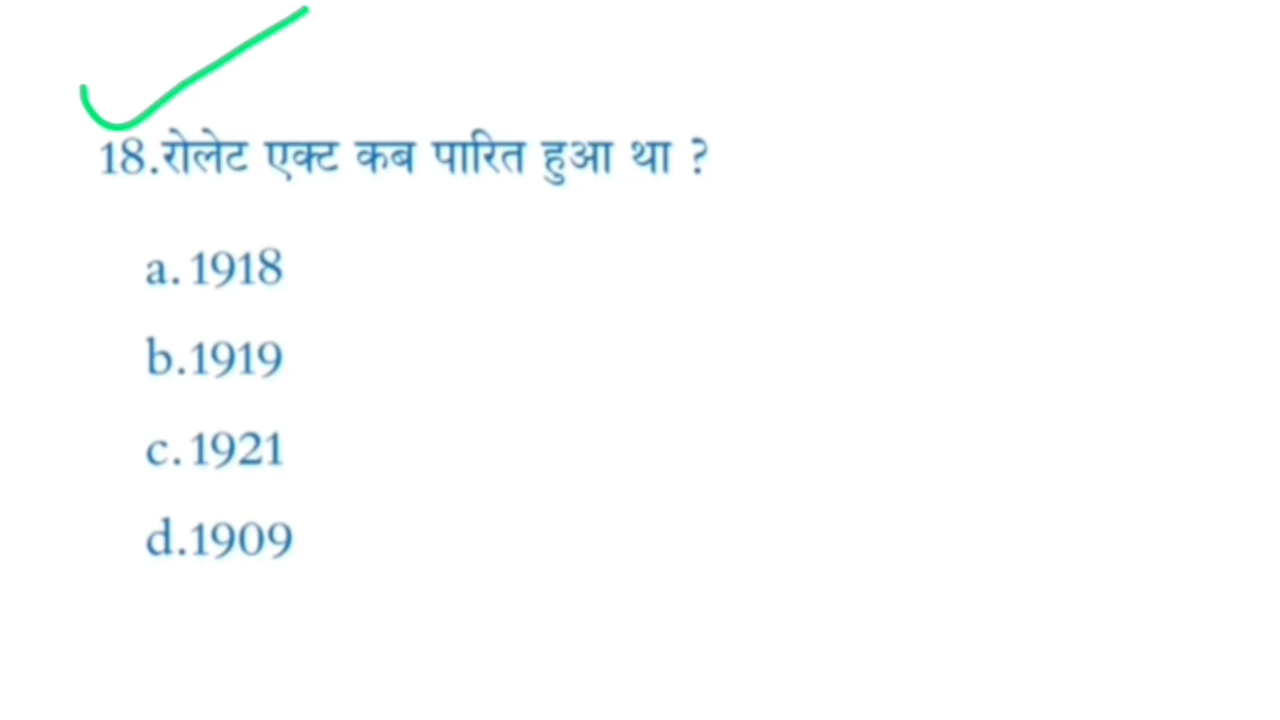 18.रोलेट एक्ट कब पारित हुआ था ?
a. 1918
b.1919
c. 1921
d.1909